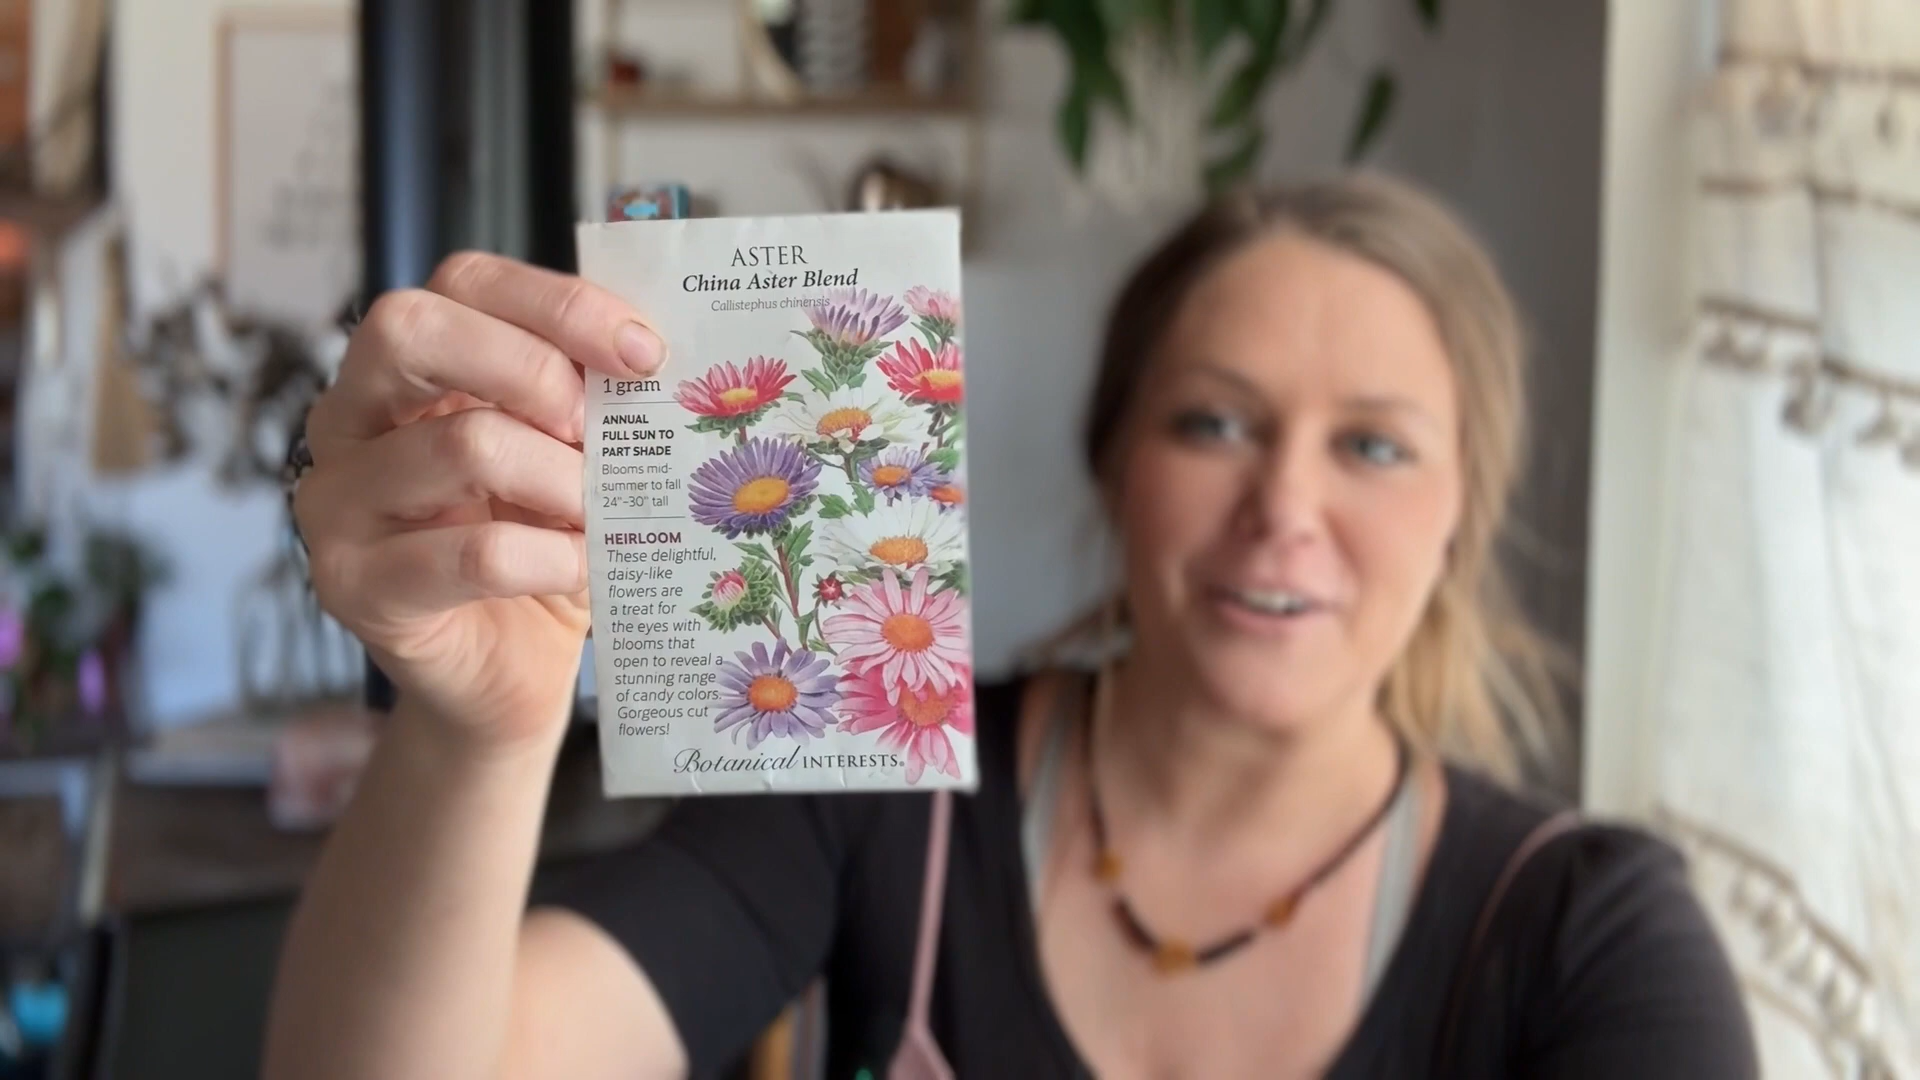 ASTER
China Aster Blend
Callistephus chinensis
1 gram
ANNUAL
FULL SUN TO
PART SHADE
Blooms mid-
summer to fall
24"–30" tall
HEIRLOOM
These delightful,
daisy-like
flowers are
a treat for
the eyes with
blooms that
open to reveal a
stunning range
of candy colors.
Gorgeous cut
flowers!
Botanical INTERESTS®